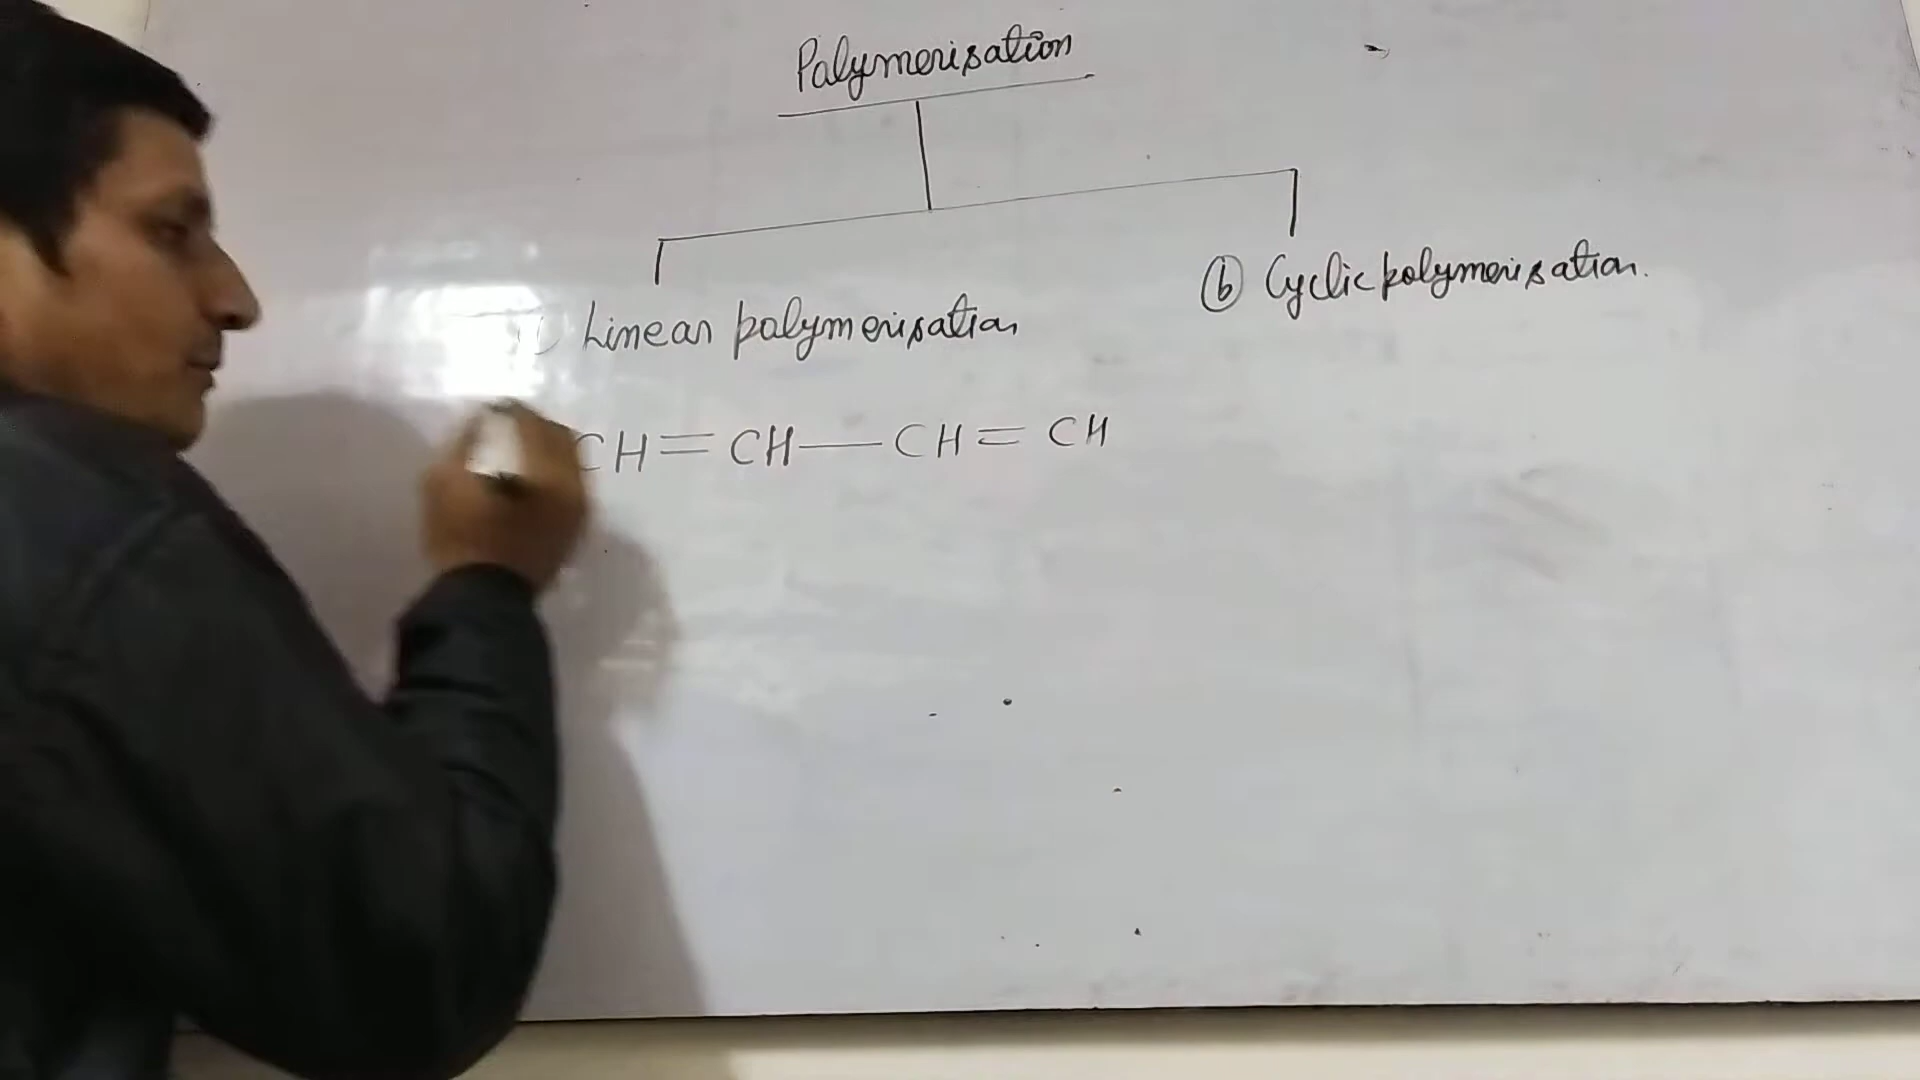 Polymerisation
Linear polymerisation
(b) Cyclic polymerisation.
CH=CH—CH=CH